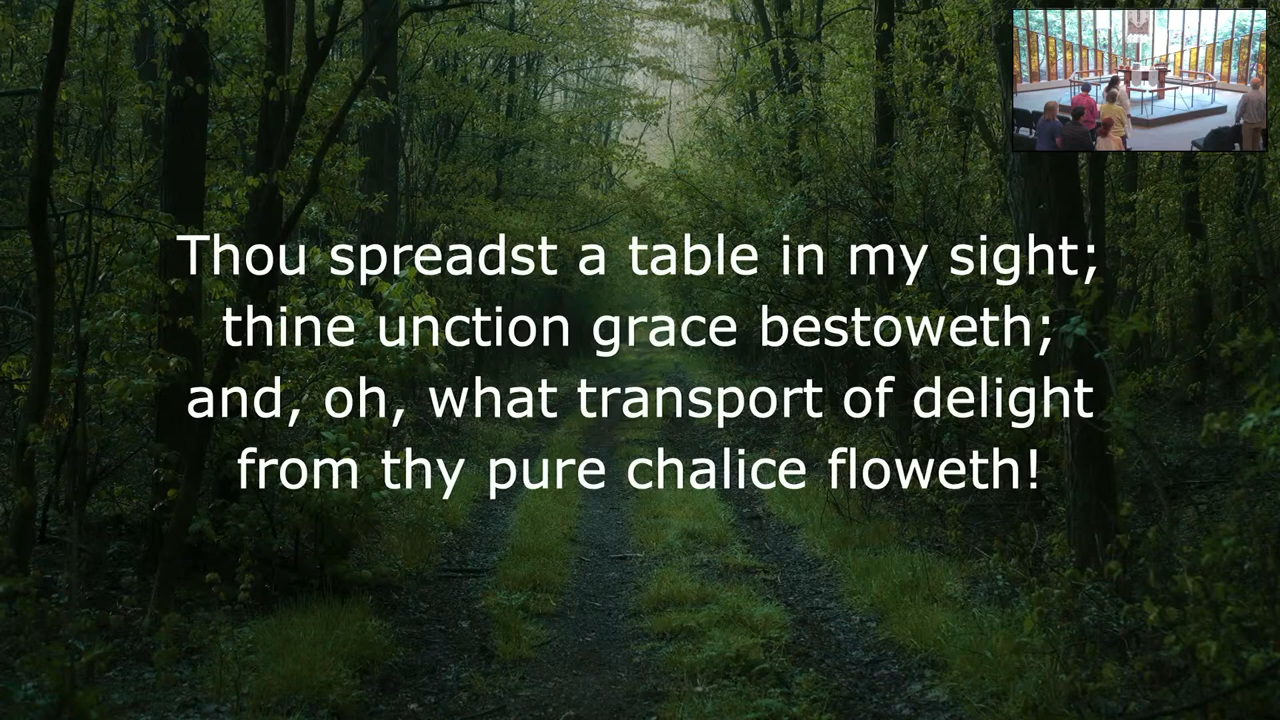 Thou spreadst a table in my sight;
thine unction grace bestoweth;
and, oh, what transport of delight
from thy pure chalice floweth!